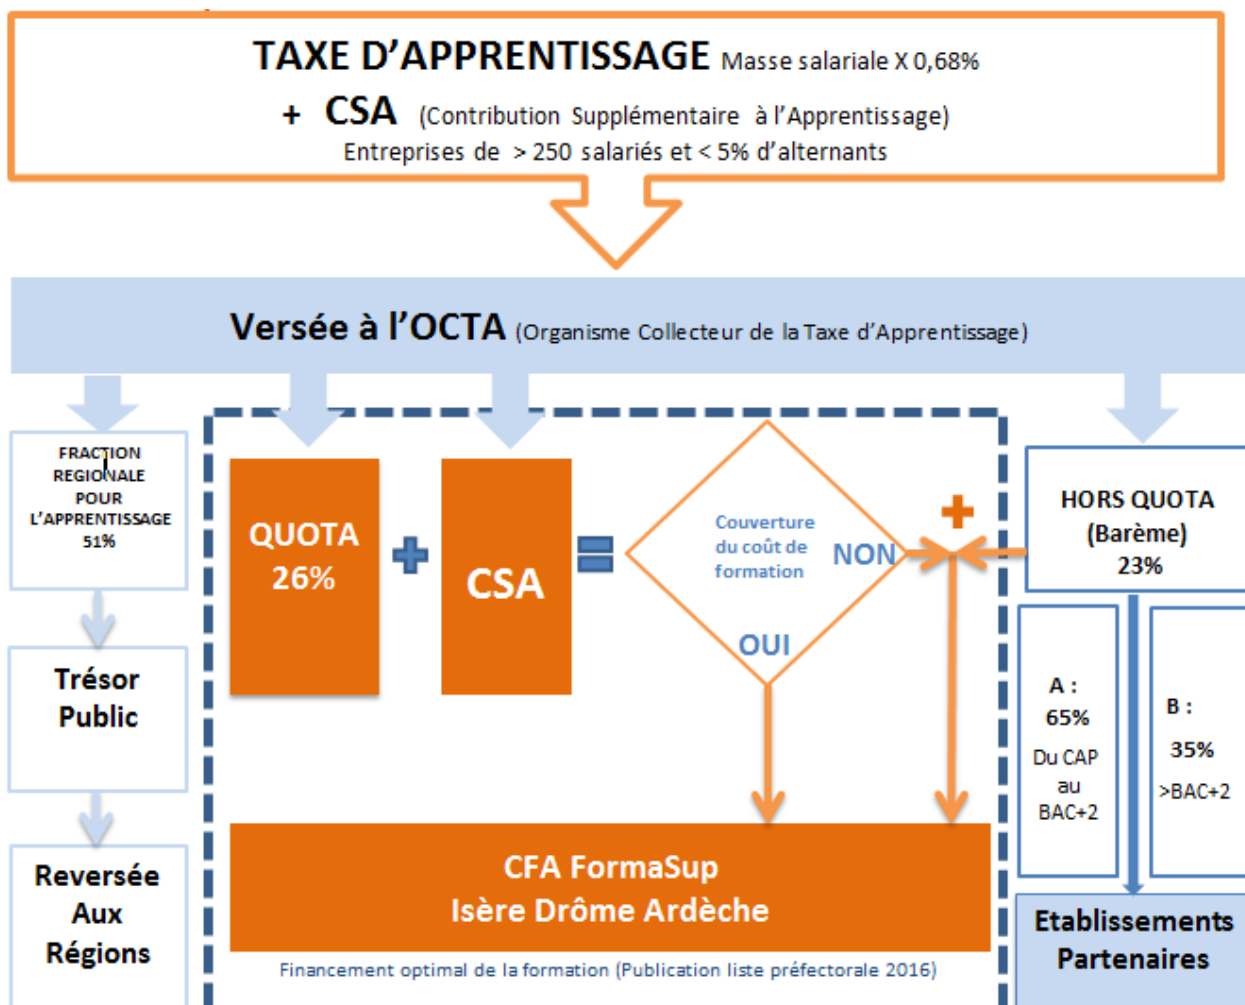 TAXE D'APPRENTISSAGE Masse salariale X 0,68%
+ CSA (Contribution Supplémentaire à l'Apprentissage)
Entreprises de > 250 salariés et < 5% d'alternants
Versée à l'OCTA (Organisme Collecteur de la Taxe d'Apprentissage)
FRACTION
REGIONALE
POUR
L'APPRENTISSAGE
51%
Trésor
Public
Reversée
Aux
Régions
QUOTA
26%
+
CSA
=
Couverture
du coût de
formation
NON
OUI
+
CFA FormaSup
Isère Drôme Ardèche
Financement optimal de la formation (Publication liste préfectorale 2016)
HORS QUOTA
(Barème)
23%
A :
65%
Du CAP
au
BAC+2
B :
35%
>BAC+2
Etablissements
Partenaires